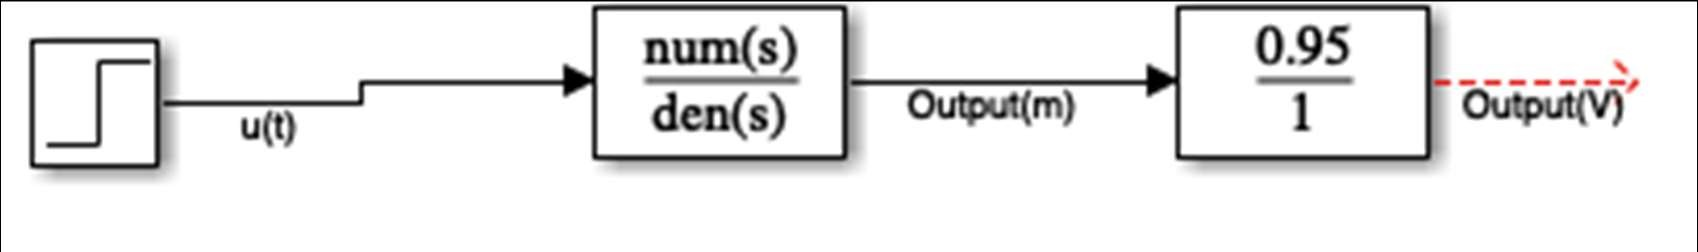 u(t)
num(s)
den(s)
Output(m)
0.95
1
Output(V)